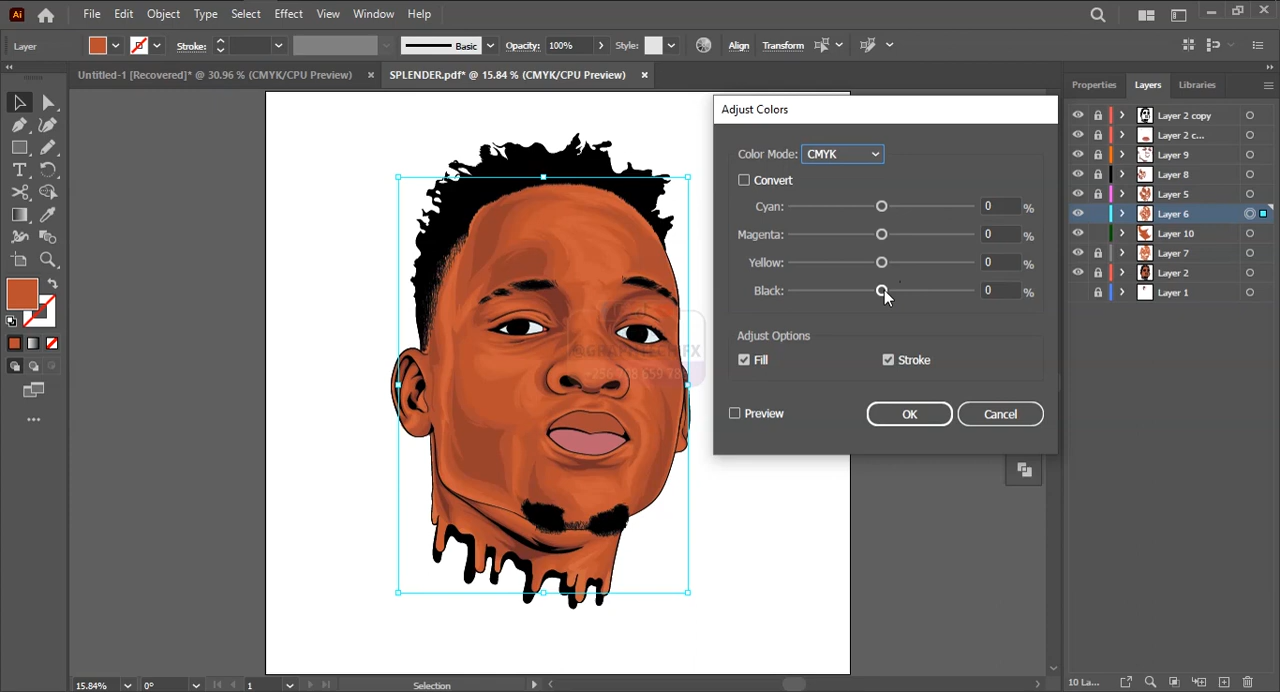 Ai File Edit Object Type Select Effect View Window Help
Layer Stroke: Basic Opacity: 100% Style: Align Transform
Untitled-1 [Recovered]* @ 30.96 % (CMYK/CPU Preview) × SPLENDER.pdf* @ 15.84 % (CMYK/CPU Preview) ×
Properties Layers Libraries
Adjust Colors
Color Mode: CMYK
Convert
Cyan: 0 %
Magenta: 0 %
Yellow: 0 %
Black: 0 %
Adjust Options
Fill Stroke
Preview OK Cancel
Layer 2 copy
Layer 2 c...
Layer 9
Layer 8
Layer 5
Layer 6
Layer 10
Layer 7
Layer 2
Layer 1
15.84% 0° 1 Selection 10 La...